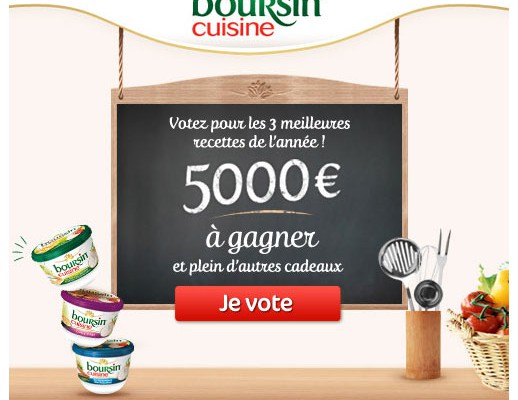 boursin
cuisine
Votez pour les 3 meilleures
recettes de l'année !
5000€
à gagner
et plein d'autres cadeaux
Je vote
boursin
cuisine
boursin
cuisine
boursin
cuisine